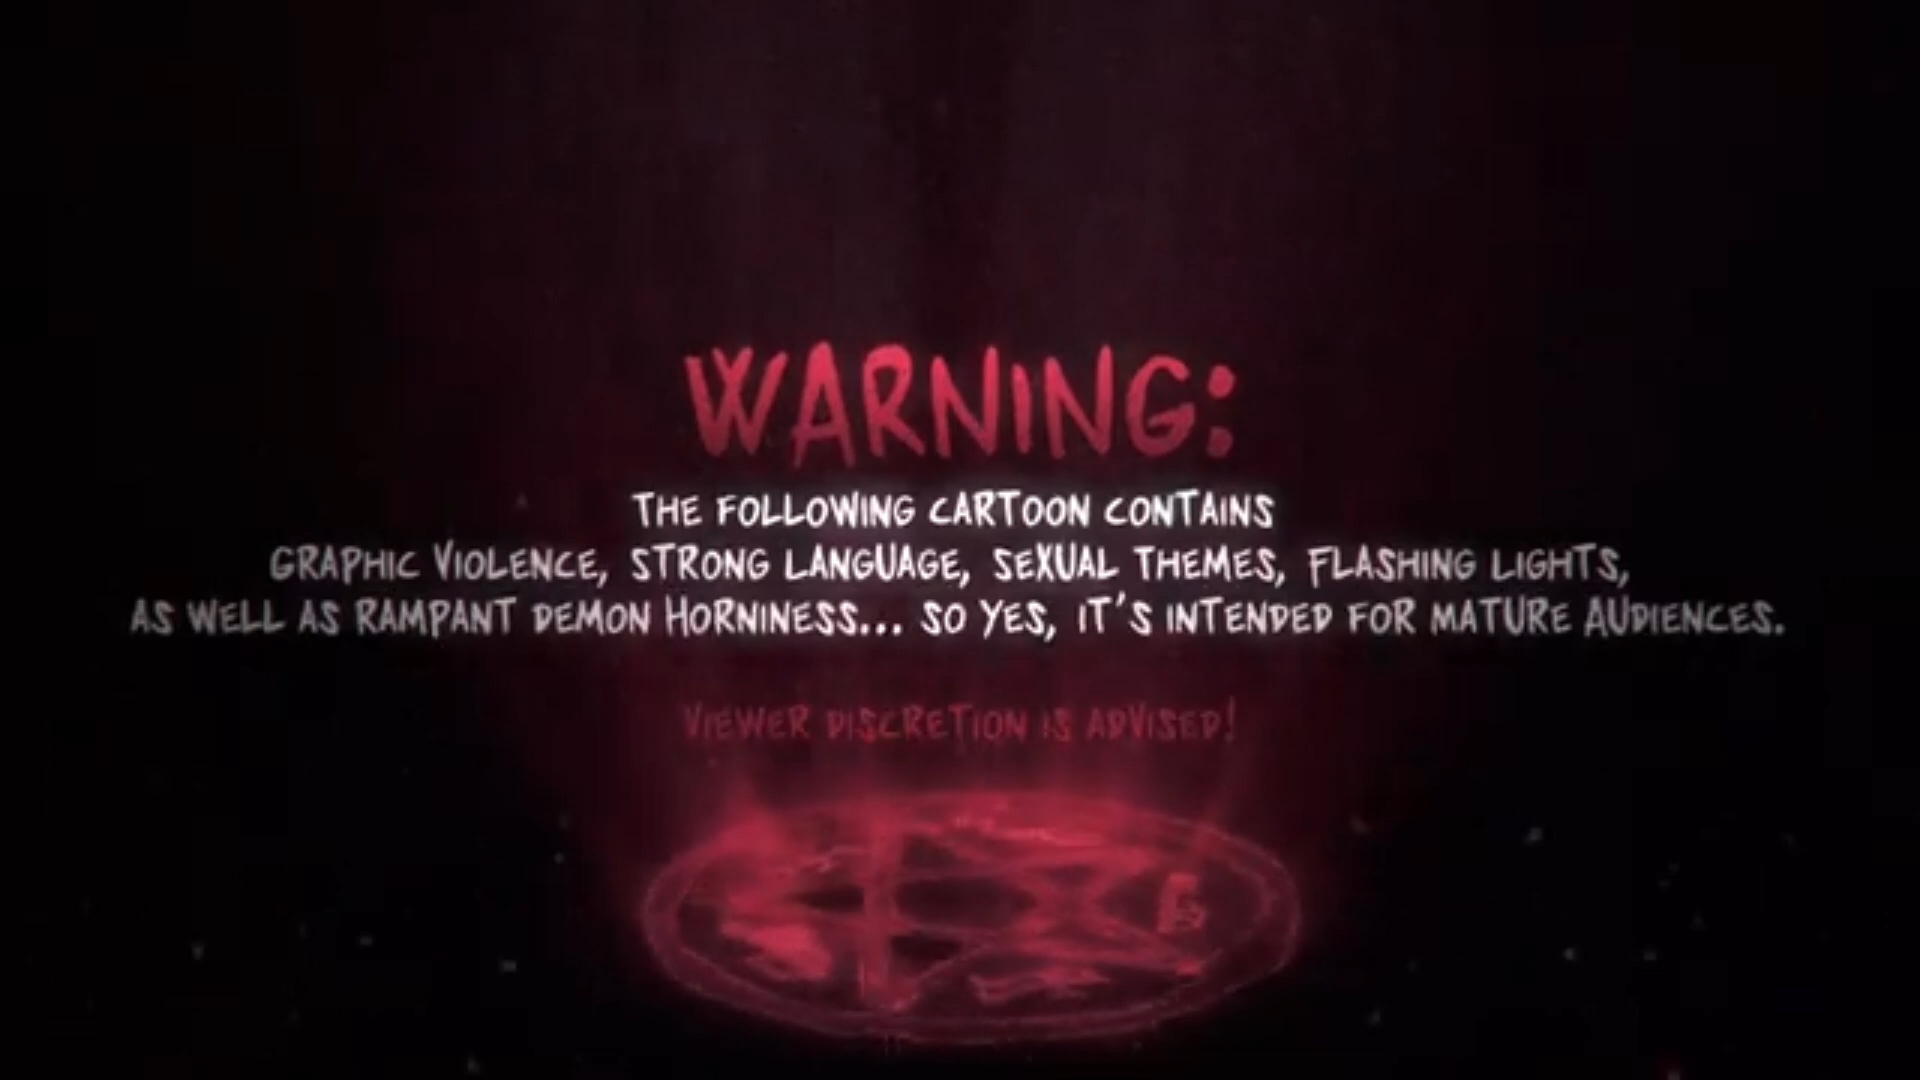 WARNING:
THE FOLLOWING CARTOON CONTAINS
GRAPHIC VIOLENCE, STRONG LANGUAGE, SEXUAL THEMES, FLASHING LIGHTS,
AS WELL AS RAMPANT DEMON HORNINESS... SO YES, IT'S INTENDED FOR MATURE AUDIENCES.
VIEWER DISCRETION IS ADVISED!